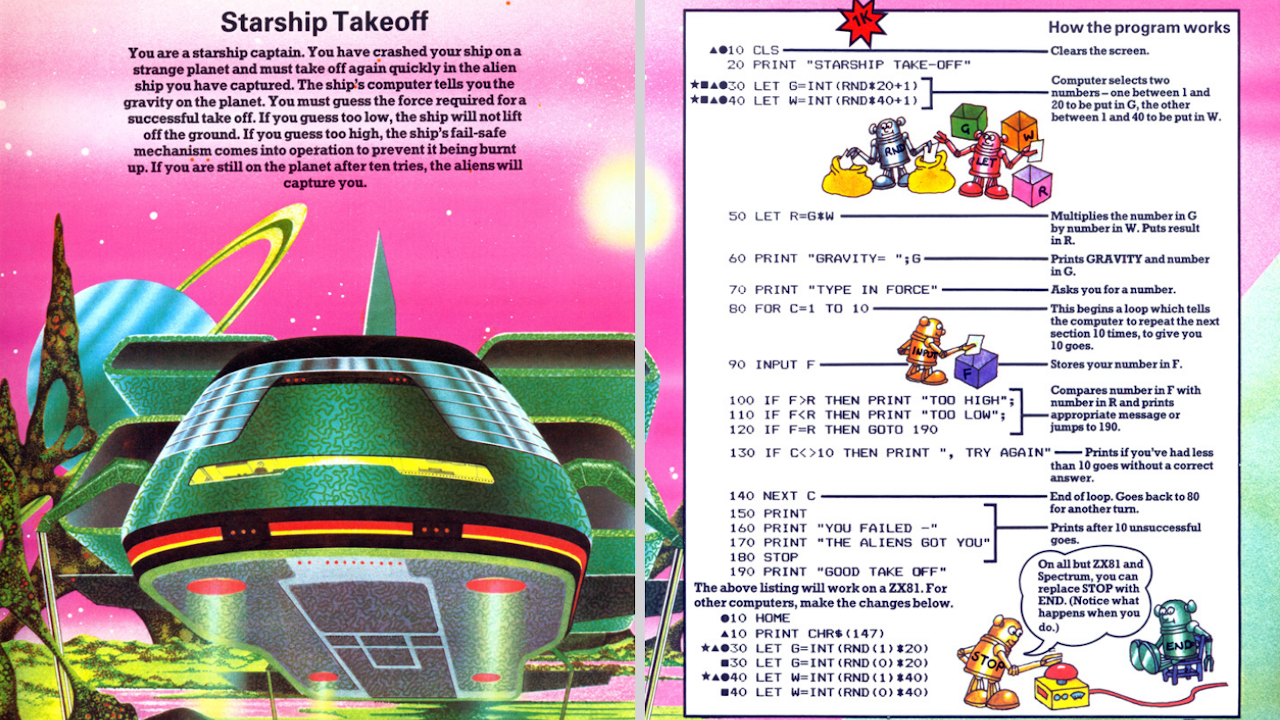 Starship Takeoff
You are a starship captain. You have crashed your ship on a
strange planet and must take off again quickly in the alien
ship you have captured. The ship's computer tells you the
gravity on the planet. You must guess the force required for a
successful take off. If you guess too low, the ship will not lift
off the ground. If you guess too high, the ship's fail-safe
mechanism comes into operation to prevent it being burnt
up. If you are still on the planet after ten tries, the aliens will
capture you.
1K
How the program works
▲●10 CLS
Clears the screen.
20 PRINT "STARSHIP TAKE-OFF"
★■▲●30 LET G=INT(RND*20+1)
★■▲●40 LET W=INT(RND*40+1)
Computer selects two
numbers – one between 1 and
20 to be put in G, the other
between 1 and 40 to be put in W.
G
W
RND
LET
R
50 LET R=G*W
Multiplies the number in G
by number in W. Puts result
in R.
60 PRINT "GRAVITY= ";G
Prints GRAVITY and number
in G.
70 PRINT "TYPE IN FORCE"
Asks you for a number.
80 FOR C=1 TO 10
This begins a loop which tells
the computer to repeat the next
section 10 times, to give you
10 goes.
INPUT
F
90 INPUT F
Stores your number in F.
100 IF F>R THEN PRINT "TOO HIGH";
110 IF F<R THEN PRINT "TOO LOW";
120 IF F=R THEN GOTO 190
Compares number in F with
number in R and prints
appropriate message or
jumps to 190.
130 IF C<>10 THEN PRINT ", TRY AGAIN"
Prints if you've had less
than 10 goes without a correct
answer.
140 NEXT C
End of loop. Goes back to 80
for another turn.
150 PRINT
160 PRINT "YOU FAILED -"
170 PRINT "THE ALIENS GOT YOU"
180 STOP
Prints after 10 unsuccessful
goes.
190 PRINT "GOOD TAKE OFF"
The above listing will work on a ZX81. For
other computers, make the changes below.
●10 HOME
▲10 PRINT CHR$(147)
★▲●30 LET G=INT(RND(1)*20)
■30 LET G=INT(RND(0)*20)
★▲●40 LET W=INT(RND(1)*40)
■40 LET W=INT(RND(0)*40)
On all but ZX81 and
Spectrum, you can
replace STOP with
END. (Notice what
happens when you
do.)
STOP
END